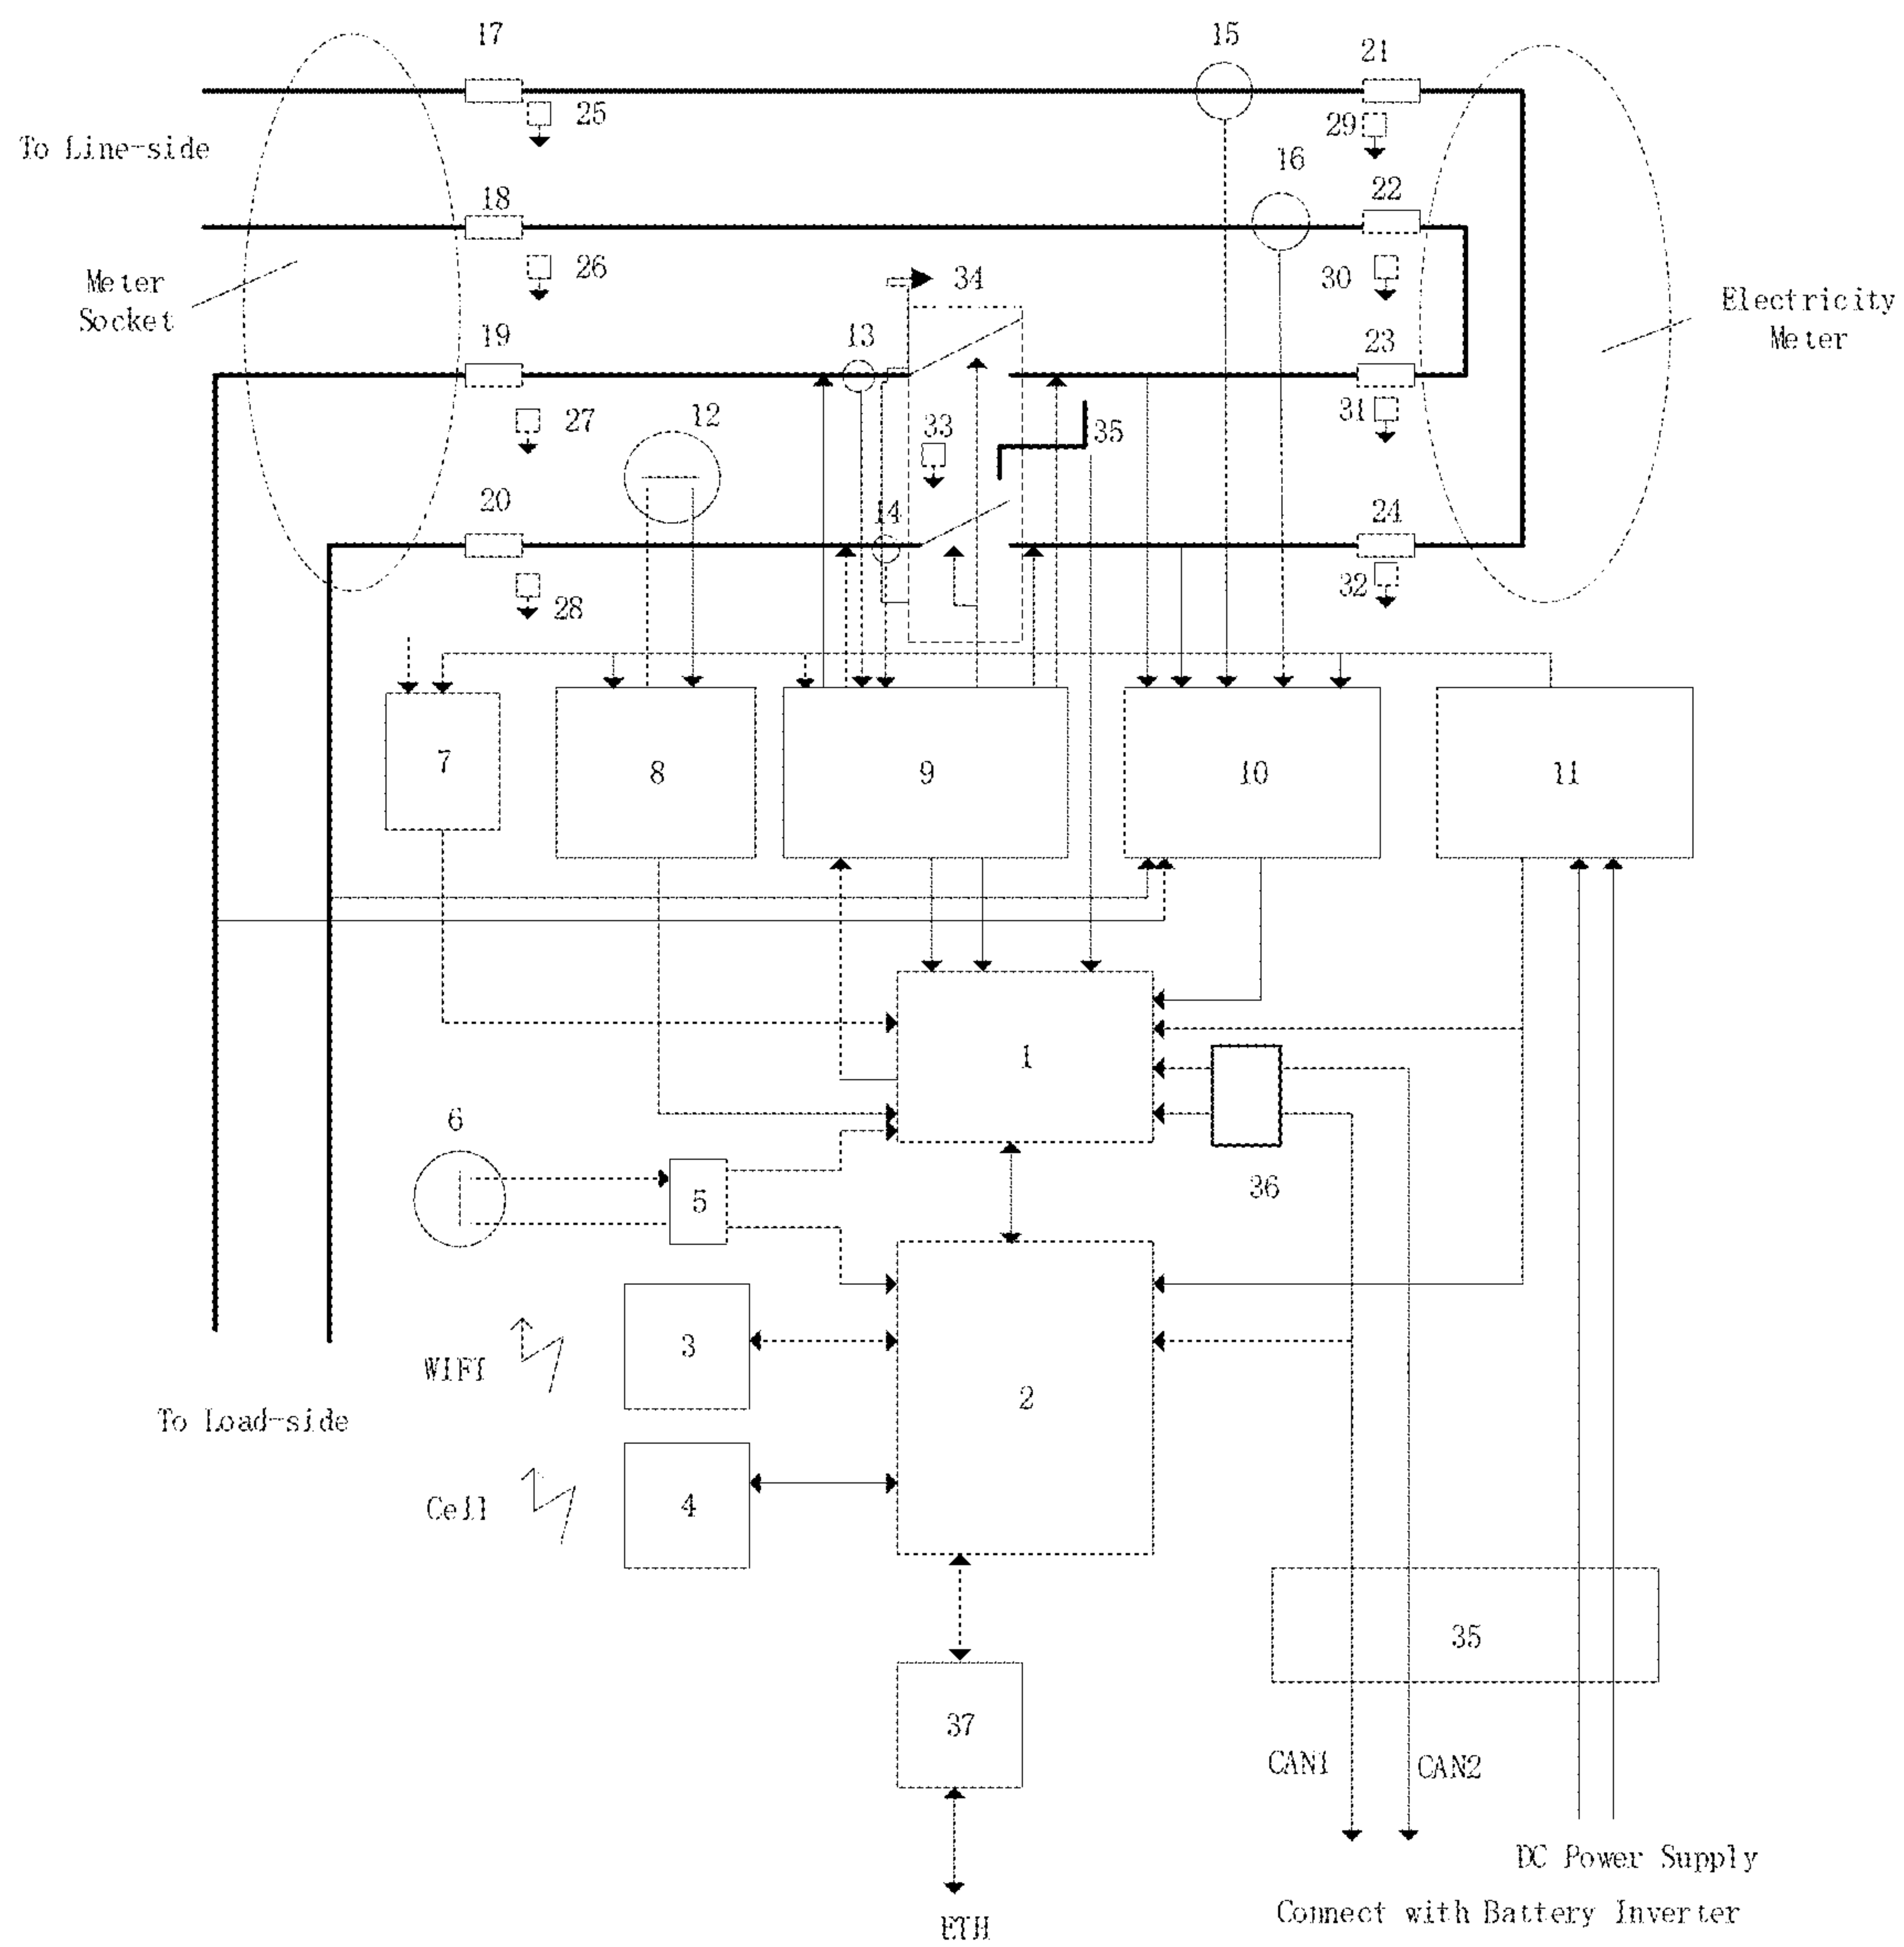 17
15
21
25
29
To Line-side
16
18
22
26
34
30
Meter
Socket
Electricity
Meter
19
13
23
12
27
33
35
31
20
14
24
28
32
7
8
9
10
11
1
6
5
36
3
WIFI
2
To Load-side
4
Cell
35
37
CAN1
CAN2
DC Power Supply
Connect with Battery Inverter
ETH